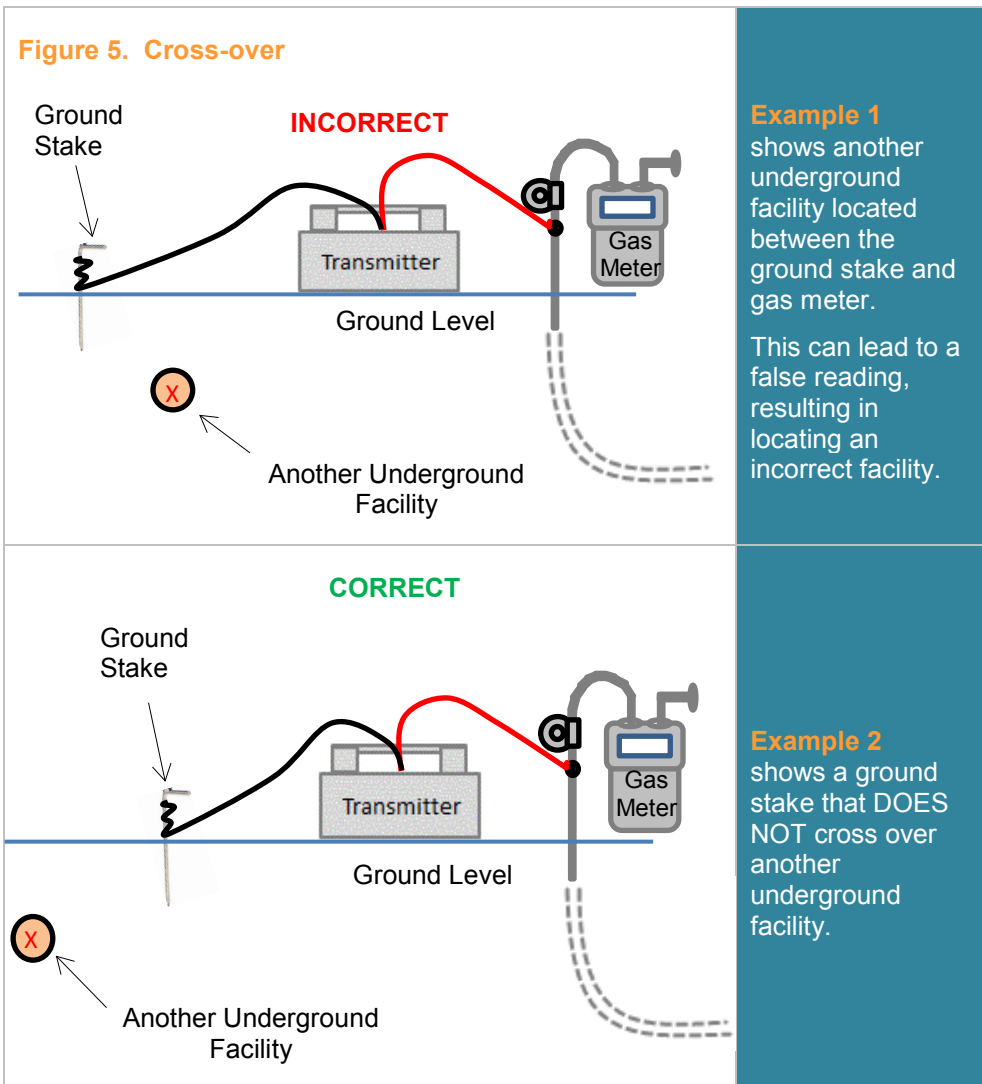 Figure 5. Cross-over
Ground
Stake
INCORRECT
Transmitter
Gas
Meter
Ground Level
X
Another Underground
Facility
Example 1
shows another
underground
facility located
between the
ground stake and
gas meter.
This can lead to a
false reading,
resulting in
locating an
incorrect facility.
CORRECT
Ground
Stake
Transmitter
Gas
Meter
Ground Level
X
Another Underground
Facility
Example 2
shows a ground
stake that DOES
NOT cross over
another
underground
facility.